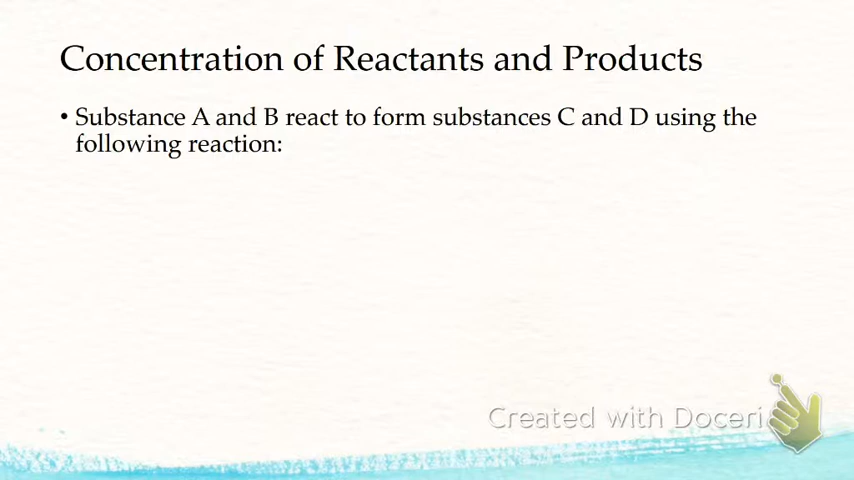 Concentration of Reactants and Products
• Substance A and B react to form substances C and D using the
following reaction:
Created with Doceri